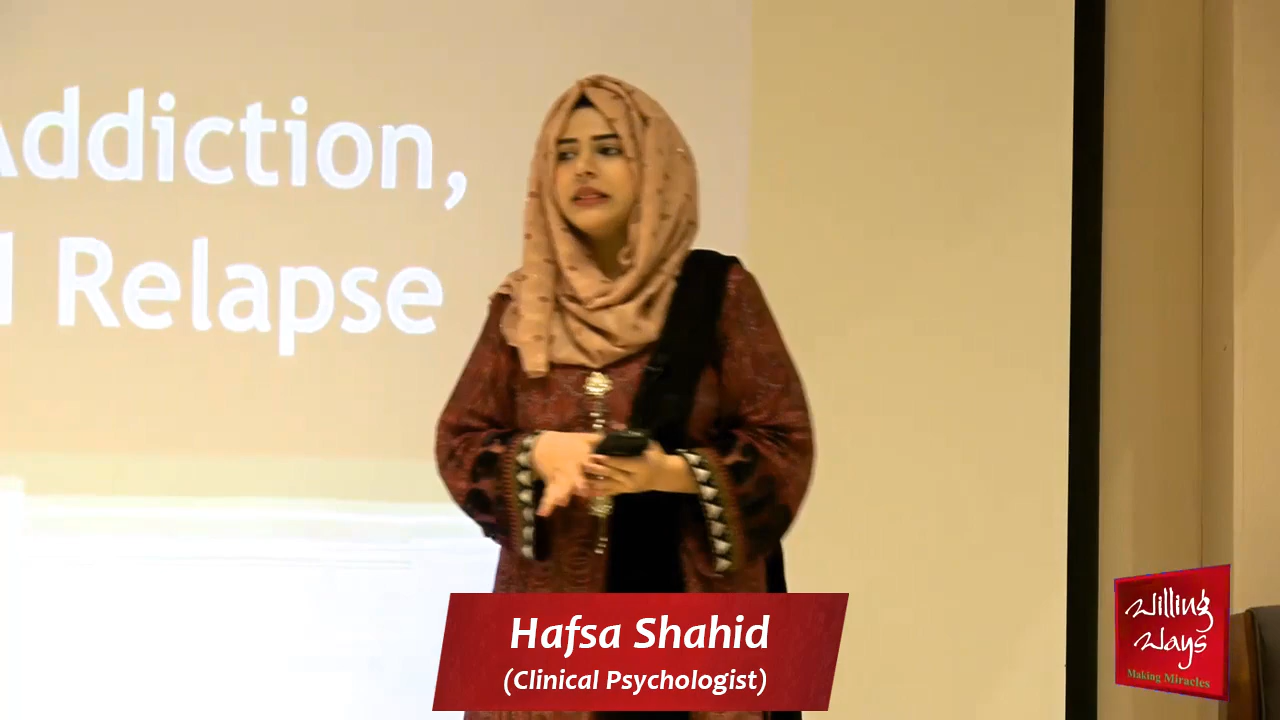 Addiction,
Relapse
Hafsa Shahid
(Clinical Psychologist)
Willing
Ways
Making Miracles